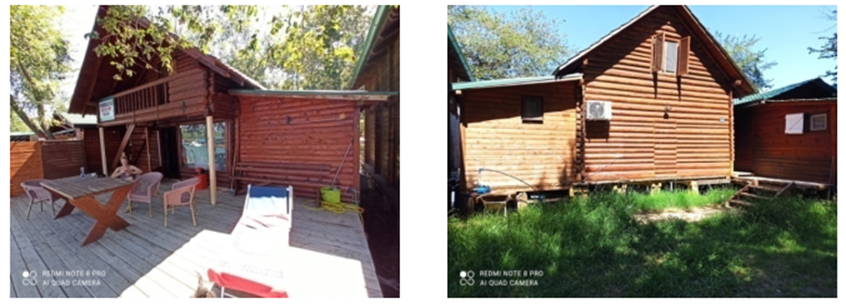 REDMI NOTE 8 PRO
AI QUAD CAMERA
REDMI NOTE 8 PRO
AI QUAD CAMERA